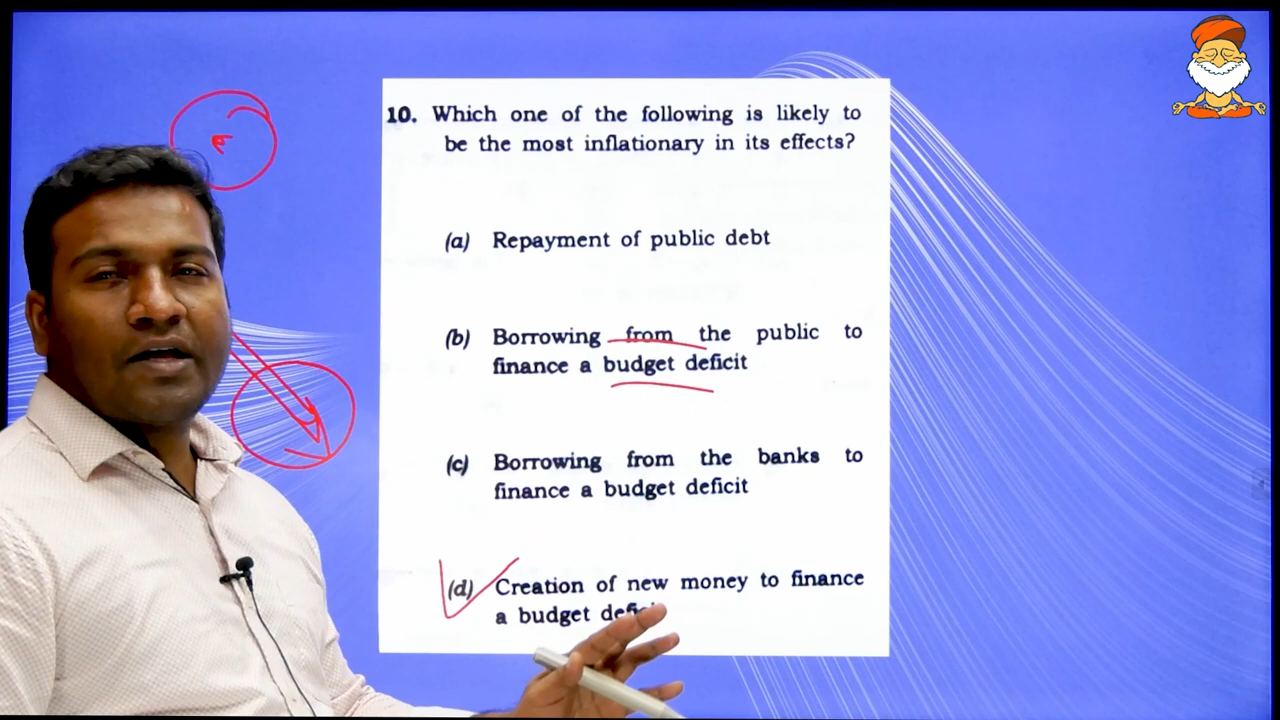 10. Which one of the following is likely to
be the most inflationary in its effects?
(a) Repayment of public debt
(b) Borrowing from the public to
finance a budget deficit
(c) Borrowing from the banks to
finance a budget deficit
(d) Creation of new money to finance
a budget